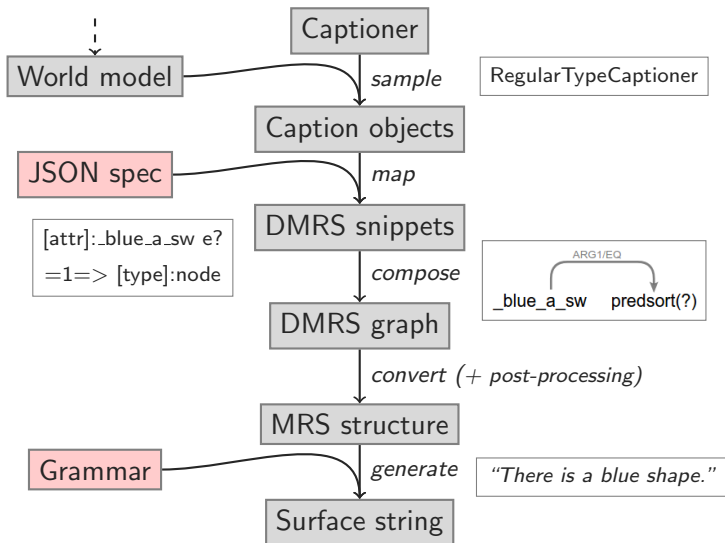 Captioner
World model
sample
RegularTypeCaptioner
Caption objects
JSON spec
map
DMRS snippets
[attr]:_blue_a_sw e?
=1=> [type]:node
compose
ARG1/EQ
_blue_a_sw predsort(?)
DMRS graph
convert (+ post-processing)
MRS structure
Grammar
generate
“There is a blue shape.”
Surface string